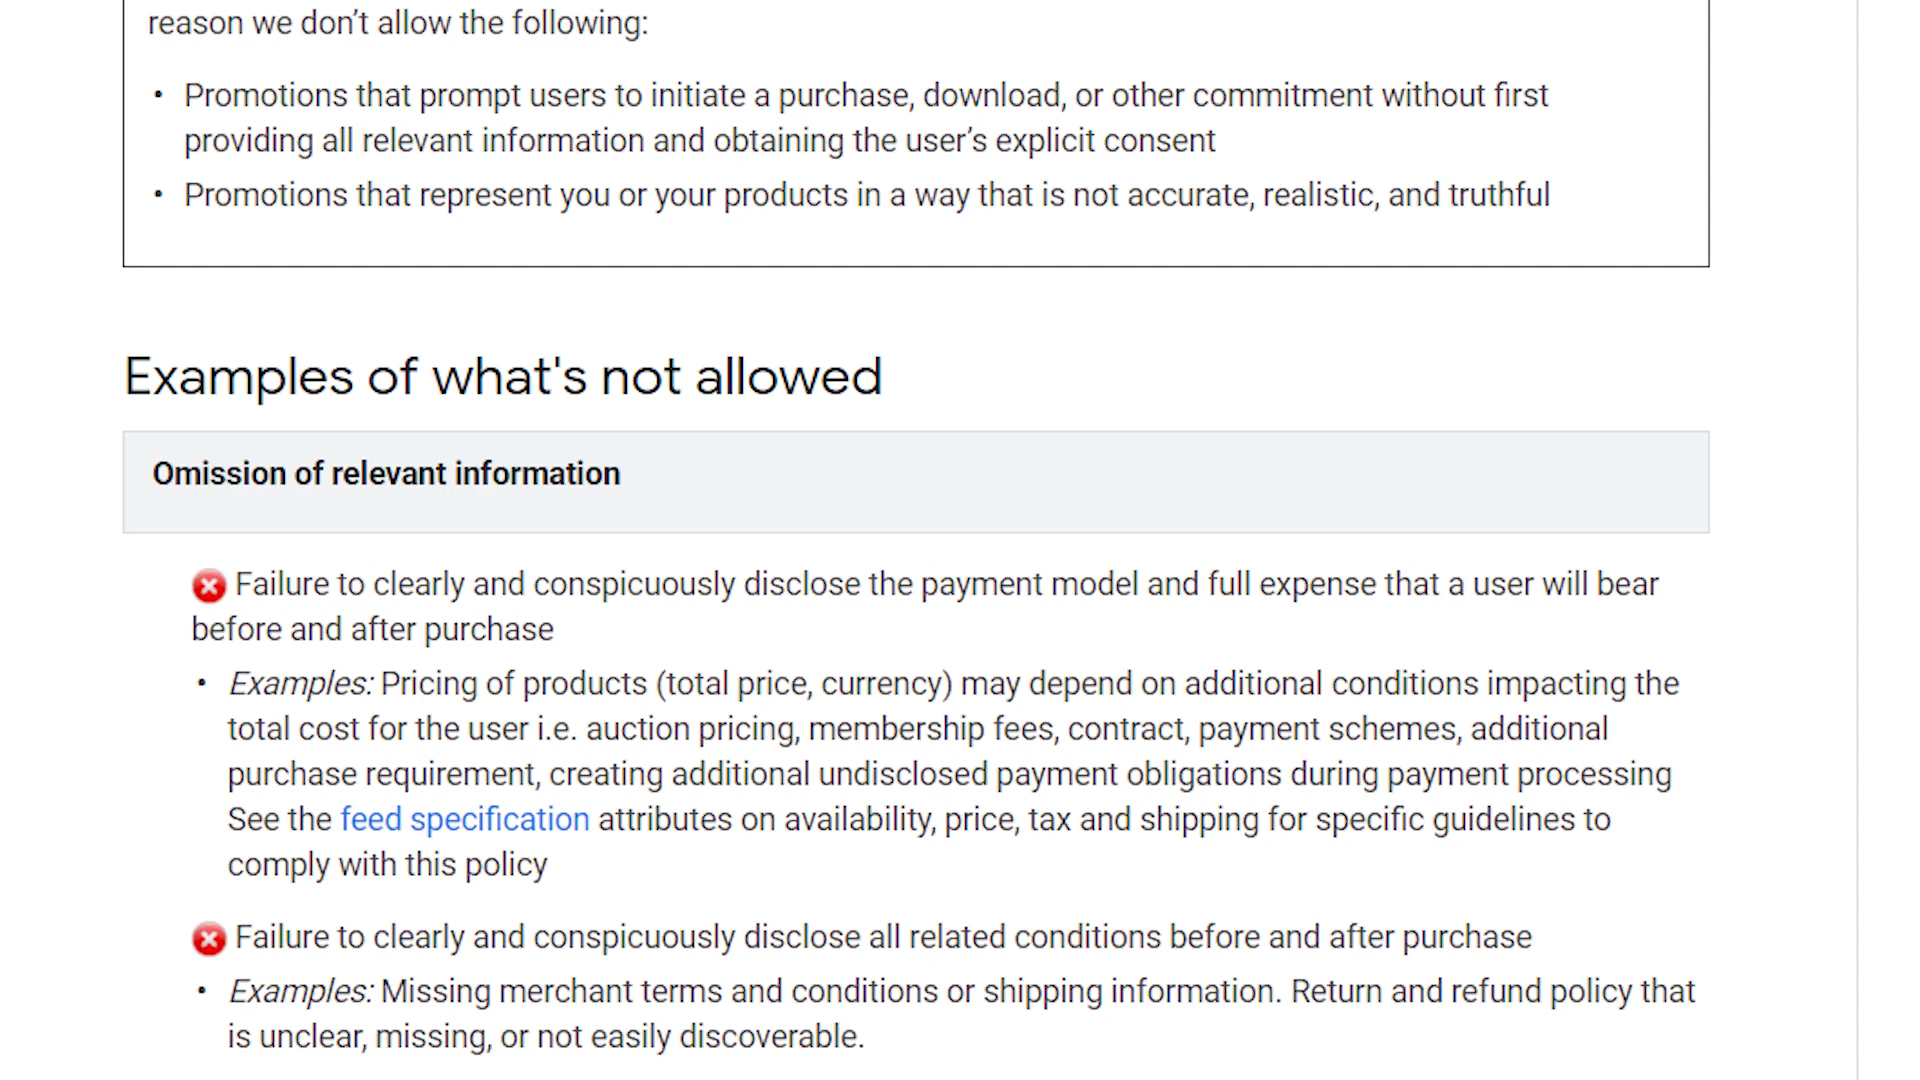 reason we don't allow the following:
• Promotions that prompt users to initiate a purchase, download, or other commitment without first
providing all relevant information and obtaining the user's explicit consent
• Promotions that represent you or your products in a way that is not accurate, realistic, and truthful
Examples of what's not allowed
Omission of relevant information
Failure to clearly and conspicuously disclose the payment model and full expense that a user will bear
before and after purchase
• Examples: Pricing of products (total price, currency) may depend on additional conditions impacting the
total cost for the user i.e. auction pricing, membership fees, contract, payment schemes, additional
purchase requirement, creating additional undisclosed payment obligations during payment processing
See the feed specification attributes on availability, price, tax and shipping for specific guidelines to
comply with this policy
Failure to clearly and conspicuously disclose all related conditions before and after purchase
• Examples: Missing merchant terms and conditions or shipping information. Return and refund policy that
is unclear, missing, or not easily discoverable.